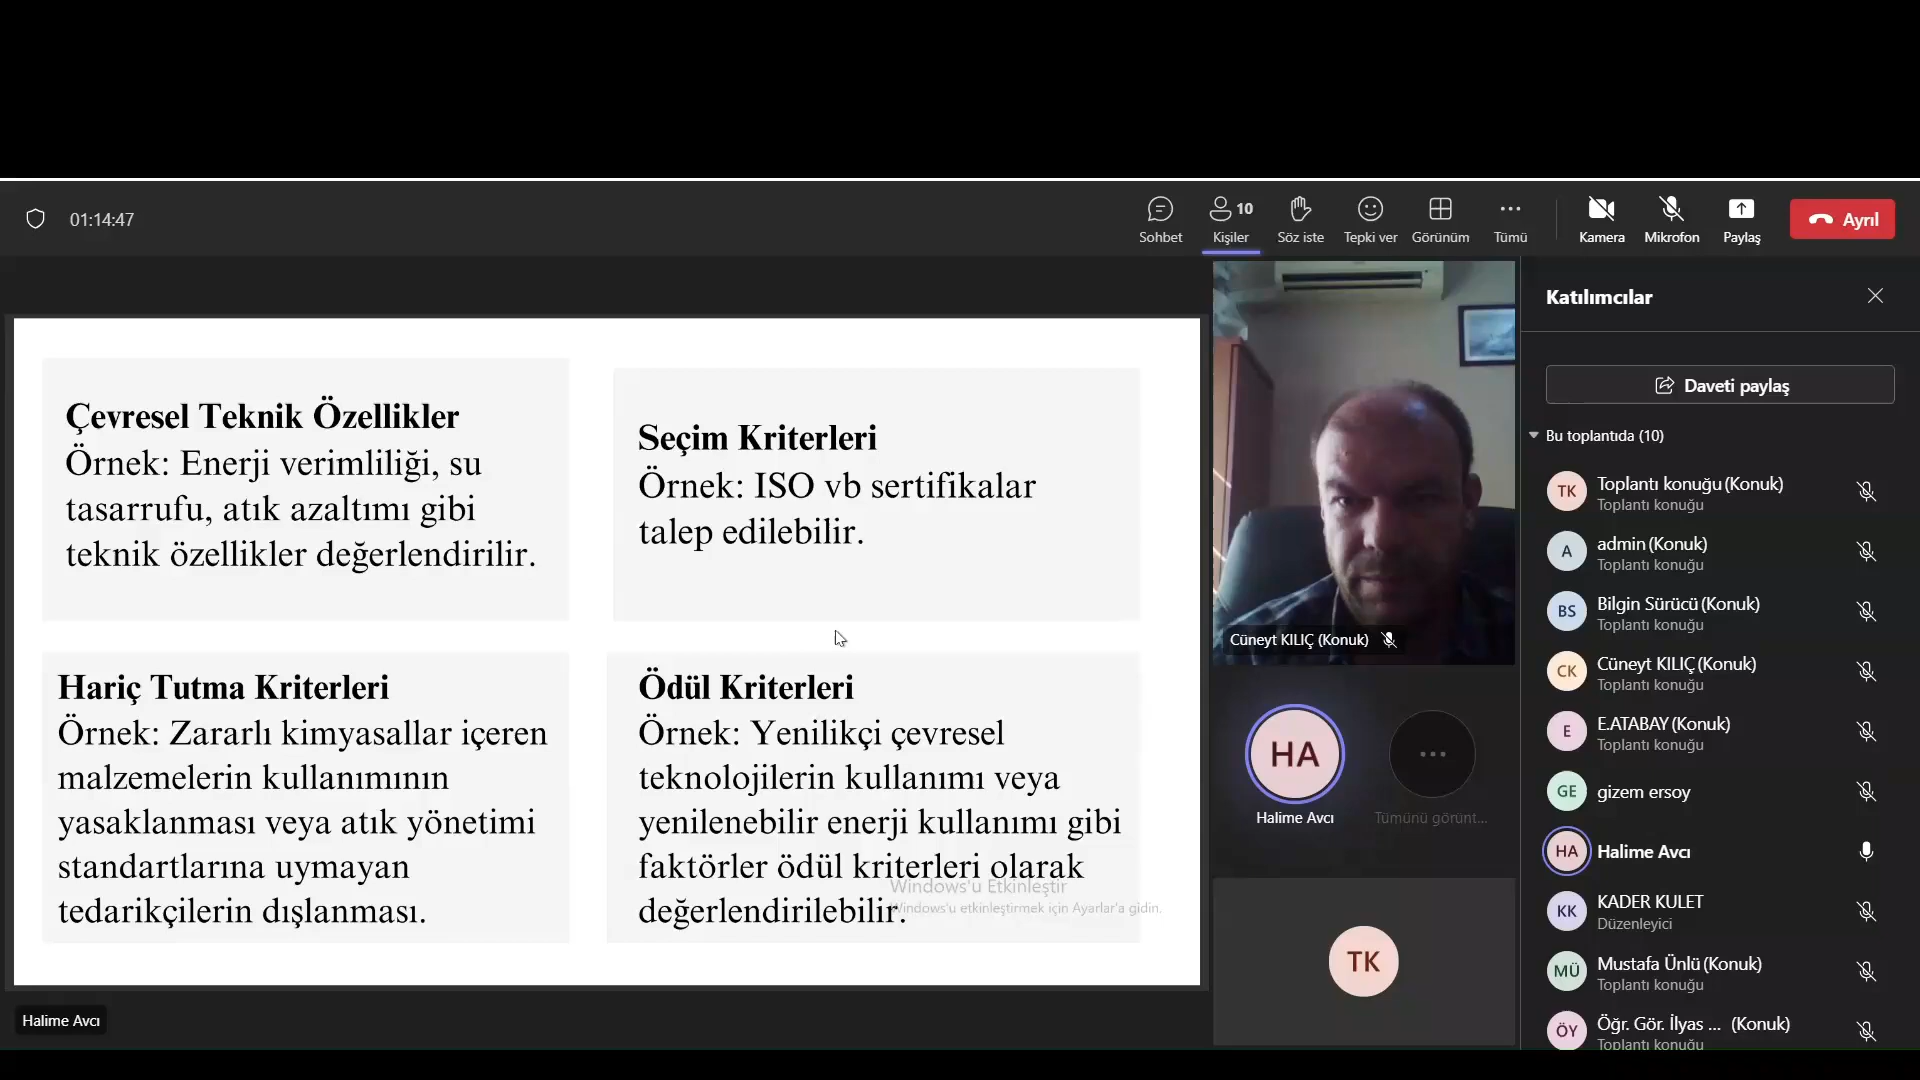 01:14:47
Sohbet
10
Kişiler
Söz iste
Tepki ver
Görünüm
Tümü
Kamera
Mikrofon
Paylaş
Ayrıl
Çevresel Teknik Özellikler
Örnek: Enerji verimliliği, su
tasarrufu, atık azaltımı gibi
teknik özellikler değerlendirilir.
Seçim Kriterleri
Örnek: ISO vb sertifikalar
talep edilebilir.
Hariç Tutma Kriterleri
Örnek: Zararlı kimyasallar içeren
malzemelerin kullanımının
yasaklanması veya atık yönetimi
standartlarına uymayan
tedarikçilerin dışlanması.
Ödül Kriterleri
Örnek: Yenilikçi çevresel
teknolojilerin kullanımı veya
yenilenebilir enerji kullanımı gibi
faktörler ödül kriterleri olarak
değerlendirilebilir.
Windows'u Etkinleştir
Windows'u etkinleştirmek için Ayarlar'a gidin.
Halime Avcı
Cüneyt KILIÇ (Konuk)
HA
Halime Avcı
Tümünü görünt...
TK
Katılımcılar
Daveti paylaş
Bu toplantıda (10)
TK
Toplantı konuğu (Konuk)
Toplantı konuğu
A
admin (Konuk)
Toplantı konuğu
BS
Bilgin Sürücü (Konuk)
Toplantı konuğu
CK
Cüneyt KILIÇ (Konuk)
Toplantı konuğu
E
E.ATABAY (Konuk)
Toplantı konuğu
GE
gizem ersoy
HA
Halime Avcı
KK
KADER KULET
Düzenleyici
MÜ
Mustafa Ünlü (Konuk)
Toplantı konuğu
ÖY
Öğr. Gör. İlyas ... (Konuk)
Toplantı konuğu